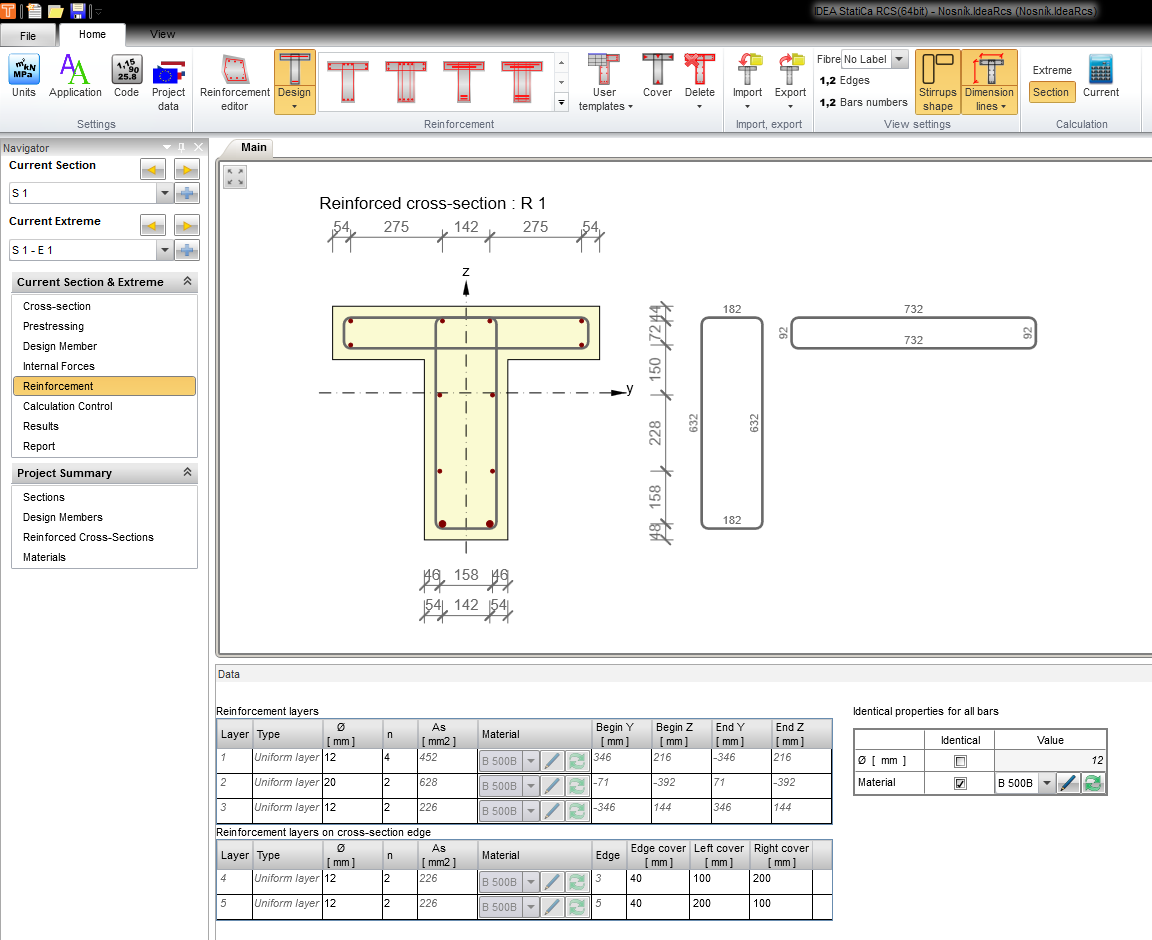 IDEA StatiCa RCS(64bit) - Nosnik.IdeaRcs (Nosnik.IdeaRcs)
File Home View
m²kN MPa
Units
Application
1,15 90 25.8
Code
Project data
Settings
Reinforcement editor
Design
User templates
Cover
Delete
Reinforcement
Import
Export
Import, export
Fibre No Label
1,2 Edges
1,2 Bars numbers
Stirrups shape
Dimension lines
View settings
Extreme
Section
Current
Calculation
Navigator
Current Section
S 1
Current Extreme
S 1 - E 1
Current Section & Extreme
Cross-section
Prestressing
Design Member
Internal Forces
Reinforcement
Calculation Control
Results
Report
Project Summary
Sections
Design Members
Reinforced Cross-Sections
Materials
Main
Reinforced cross-section : R 1
54 275 142 275 54
z
y
44
72
150
228
158
48
182
632 632
182
732
92 92
732
46 158 46
54 142 54
Data
Reinforcement layers
Layer Type Ø [ mm ] n As [ mm2 ] Material Begin Y [ mm ] Begin Z [ mm ] End Y [ mm ] End Z [ mm ]
1 Uniform layer 12 4 452 B 500B 346 216 -346 216
2 Uniform layer 20 2 628 B 500B -71 -392 71 -392
3 Uniform layer 12 2 226 B 500B -346 144 346 144
Reinforcement layers on cross-section edge
Layer Type Ø [ mm ] n As [ mm2 ] Material Edge Edge cover [ mm ] Left cover [ mm ] Right cover [ mm ]
4 Uniform layer 12 2 226 B 500B 3 40 100 200
5 Uniform layer 12 2 226 B 500B 5 40 200 100
Identical properties for all bars
Identical Value
Ø [ mm ] 12
Material B 500B